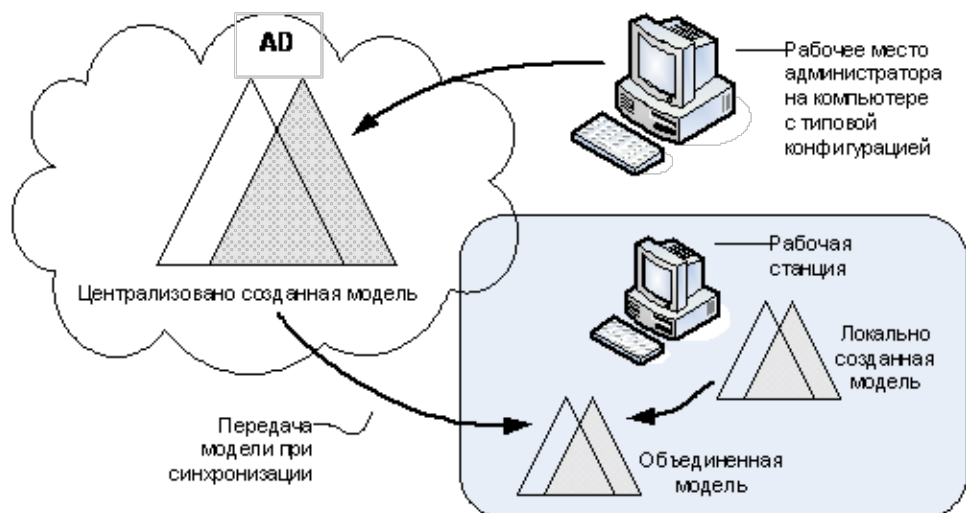 AD
Рабочее место
администратора
на компьютере
с типовой
конфигурацией
Централизовано созданная модель
Рабочая
станция
Локально
созданная
модель
Передача
модели при
синхронизации
Объединенная
модель